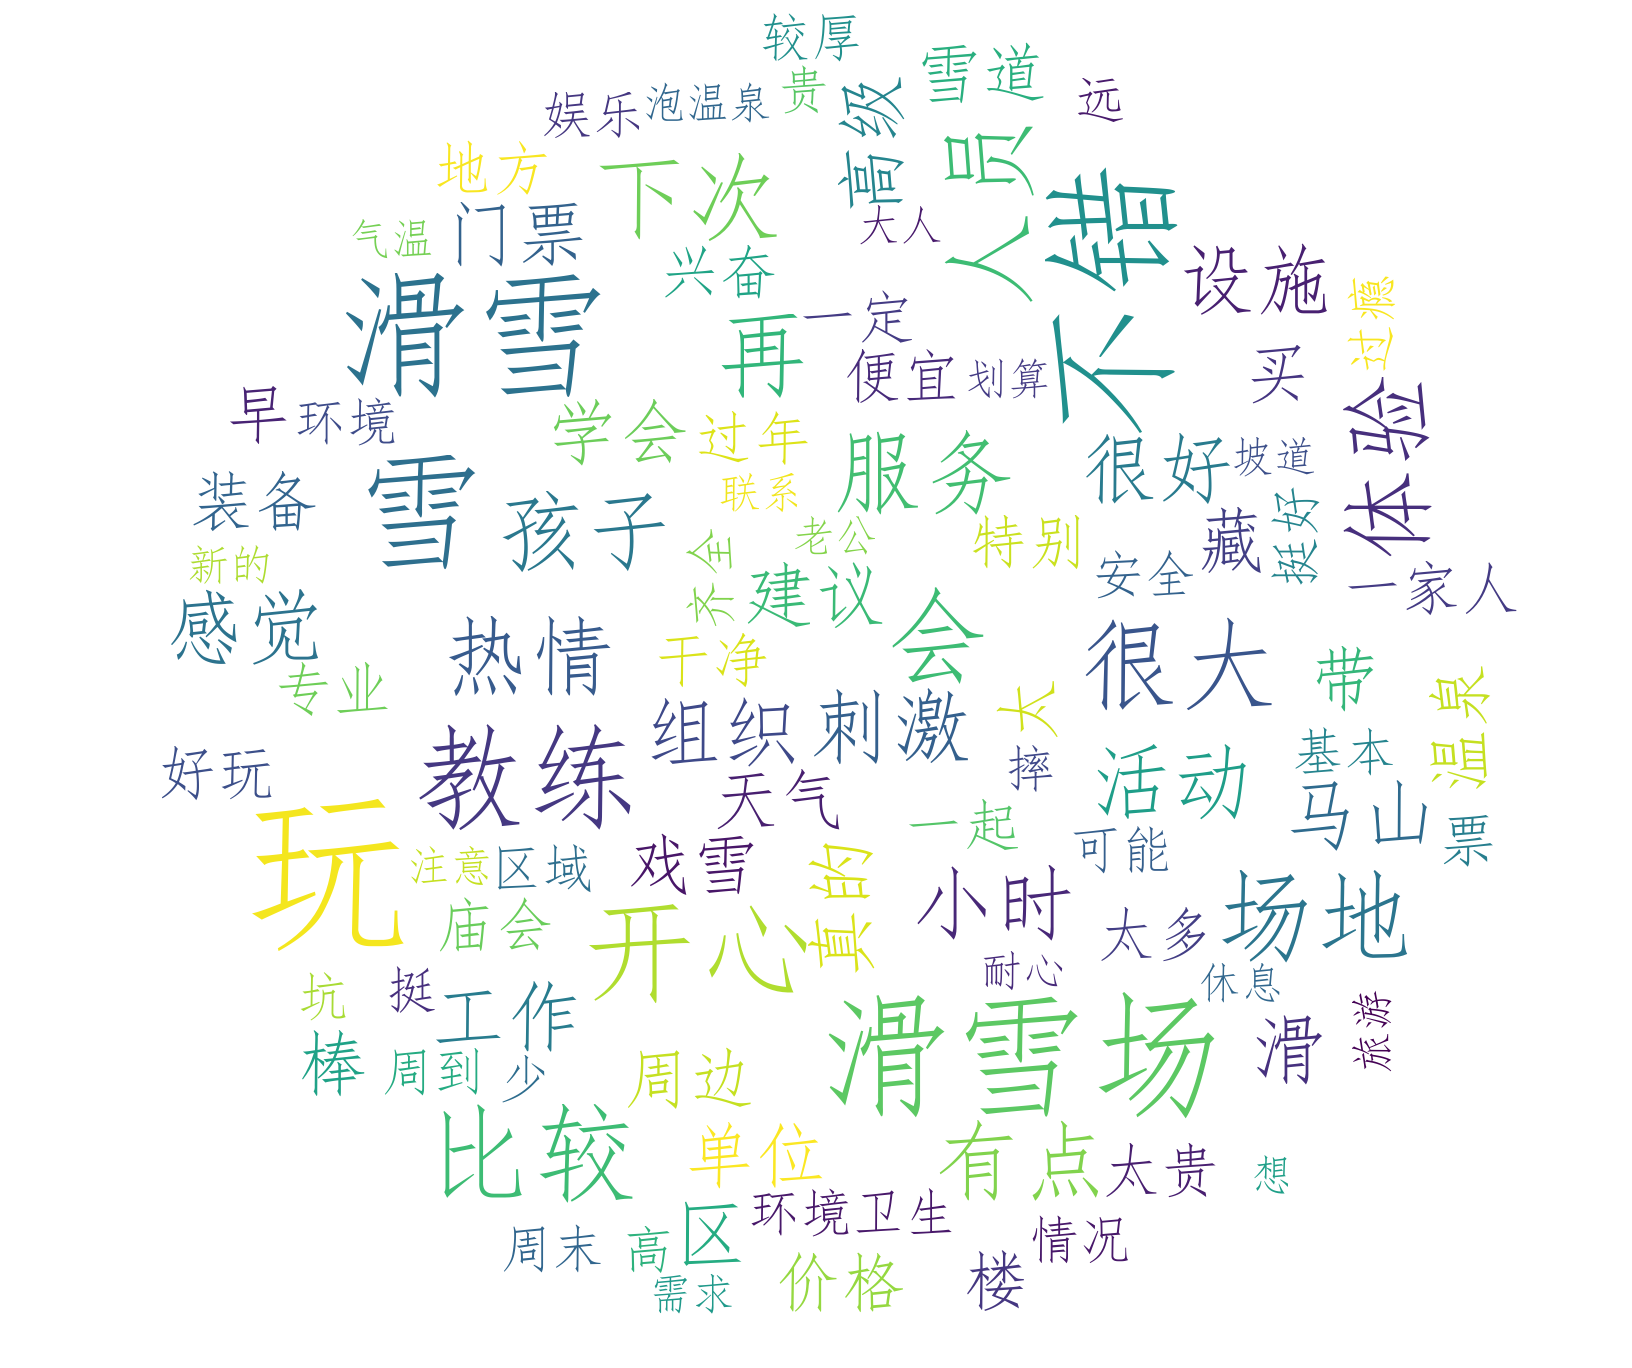 较厚
雪道
娱乐
泡温泉
贵
高级
远
地方
下次
人员
不错
门票
气温
大人
兴奋
设施
滑雪
再
一定
过瘾
便宜
划算
买
早
环境
学会
过年
服务
很好
坡道
体验
装备
雪
孩子
联系
特别
藏
挺好
新的
齐全
老公
建议
安全
一家人
感觉
热情
干净
会
很大
带
专业
组织
刺激
太
温泉
好玩
教练
天气
摔
活动
基本
马山
玩
注意
区域
戏雪
真的
一起
可能
票
庙会
开心
小时
太多
场地
坑
挺
工作
耐心
休息
棒
周到
少
周边
滑雪场
滑
旅游
比较
单位
有点
太贵
想
周末
高
区
环境卫生
情况
需求
价格
楼